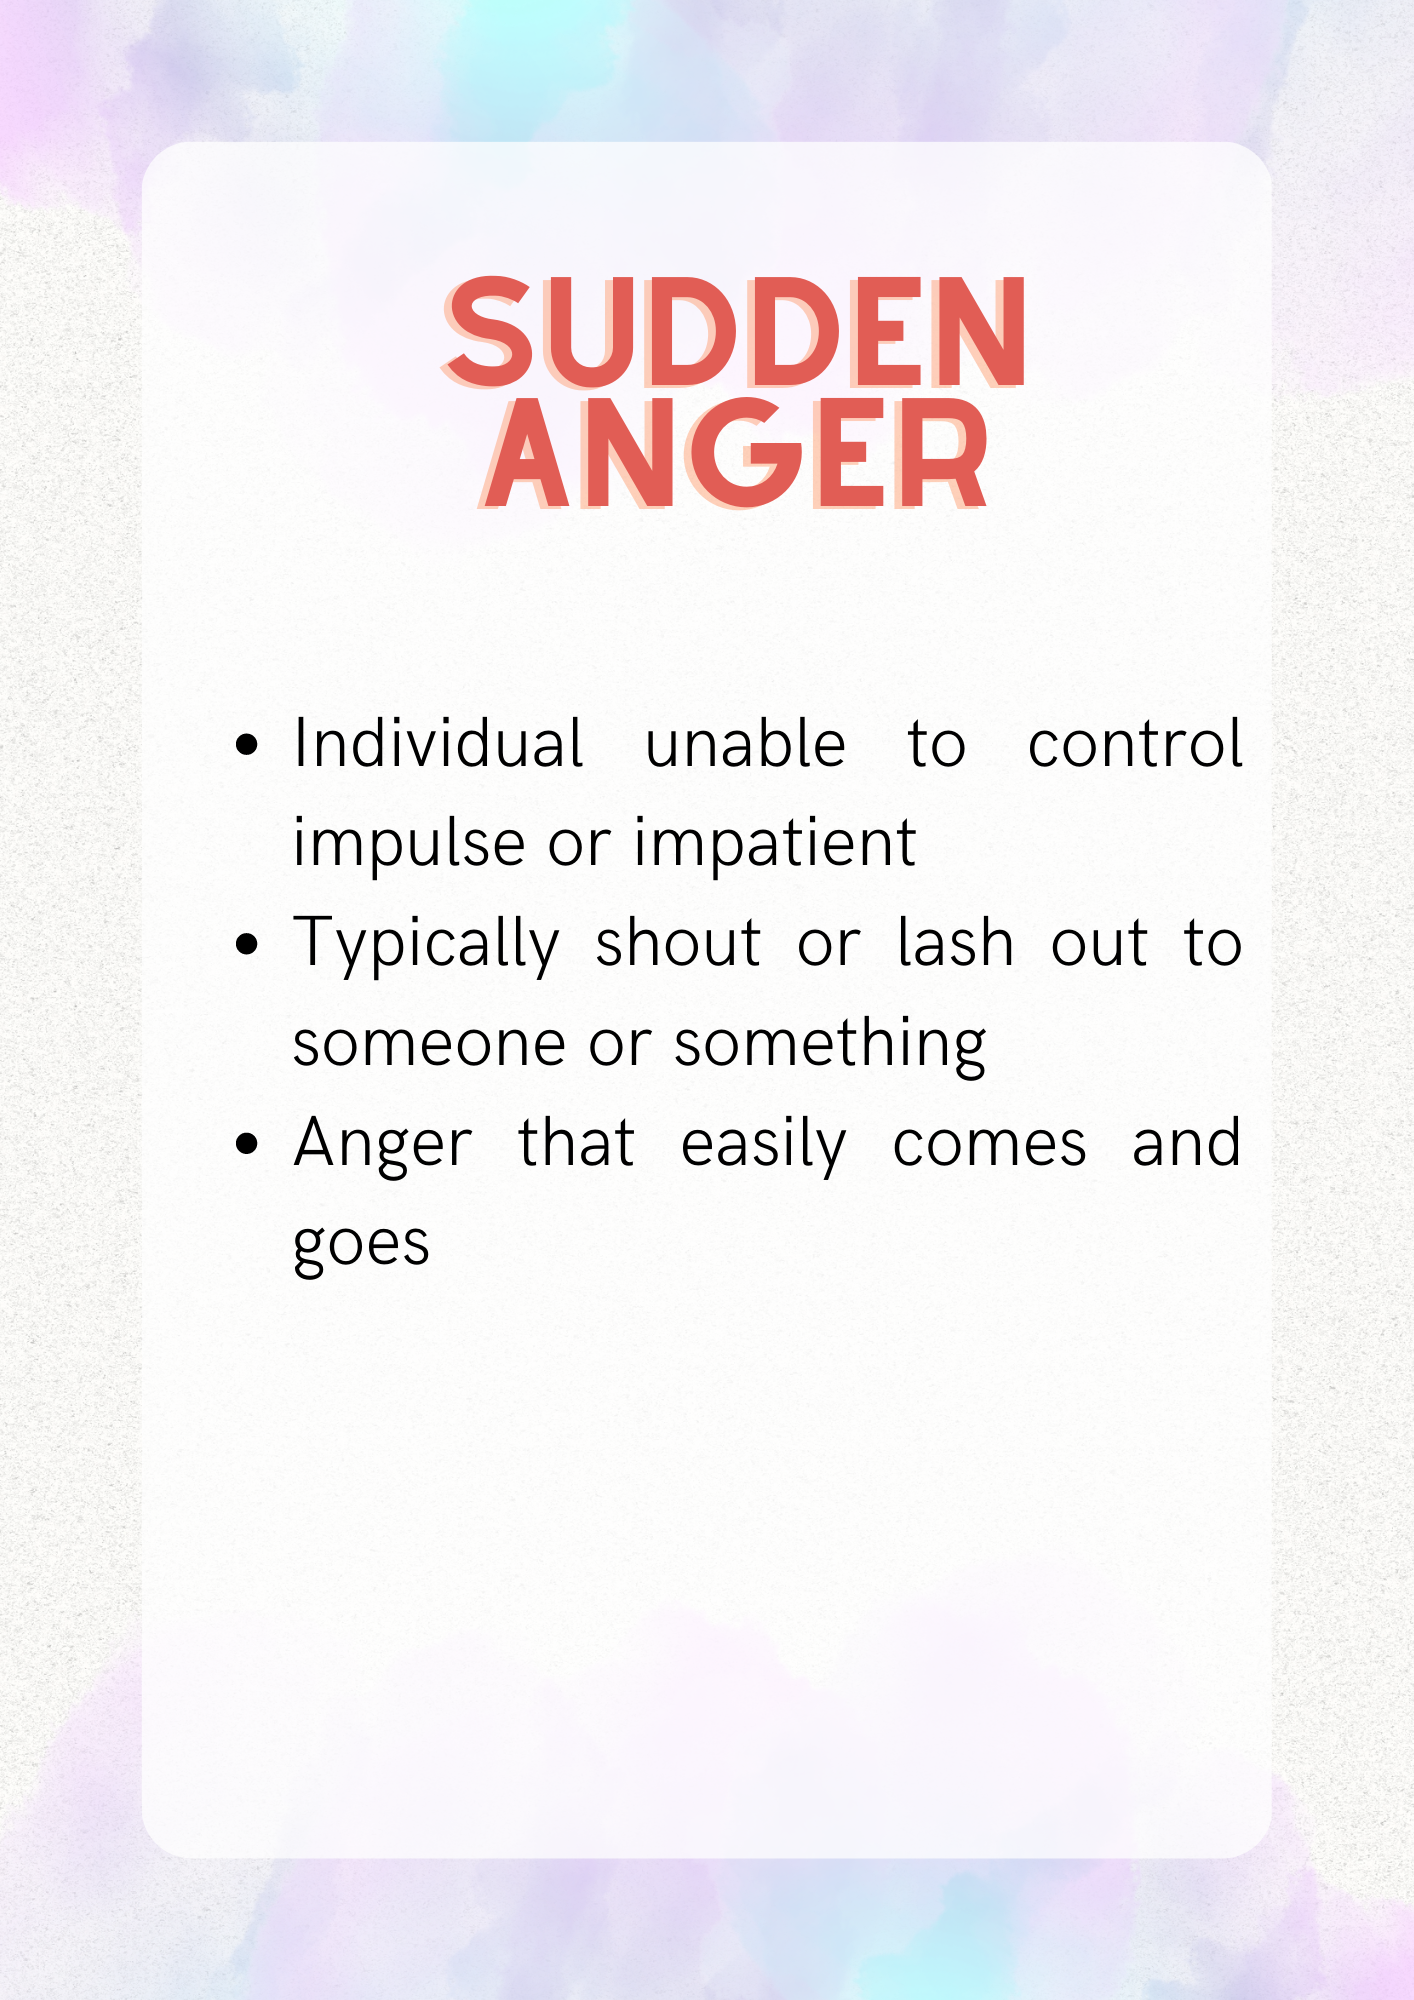 SUDDEN
ANGER
• Individual unable to control
impulse or impatient
• Typically shout or lash out to
someone or something
• Anger that easily comes and
goes